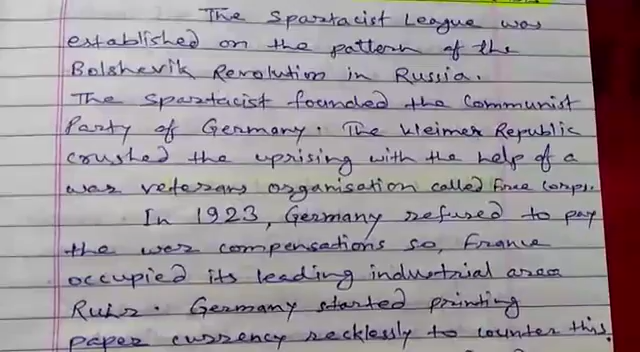 The Spartacist League was
established on the pattern of the
Bolshevik Revolution in Russia.
The Spartacist founded the Communist
Party of Germany. The Weimer Republic
crushed the uprising with the help of a
war veterans organisation called Free Corps.
In 1923, Germany refused to pay
the war compensations so, France
occupied its leading industrial area
Ruhr. Germany started printing
paper currency recklessly to counter this.